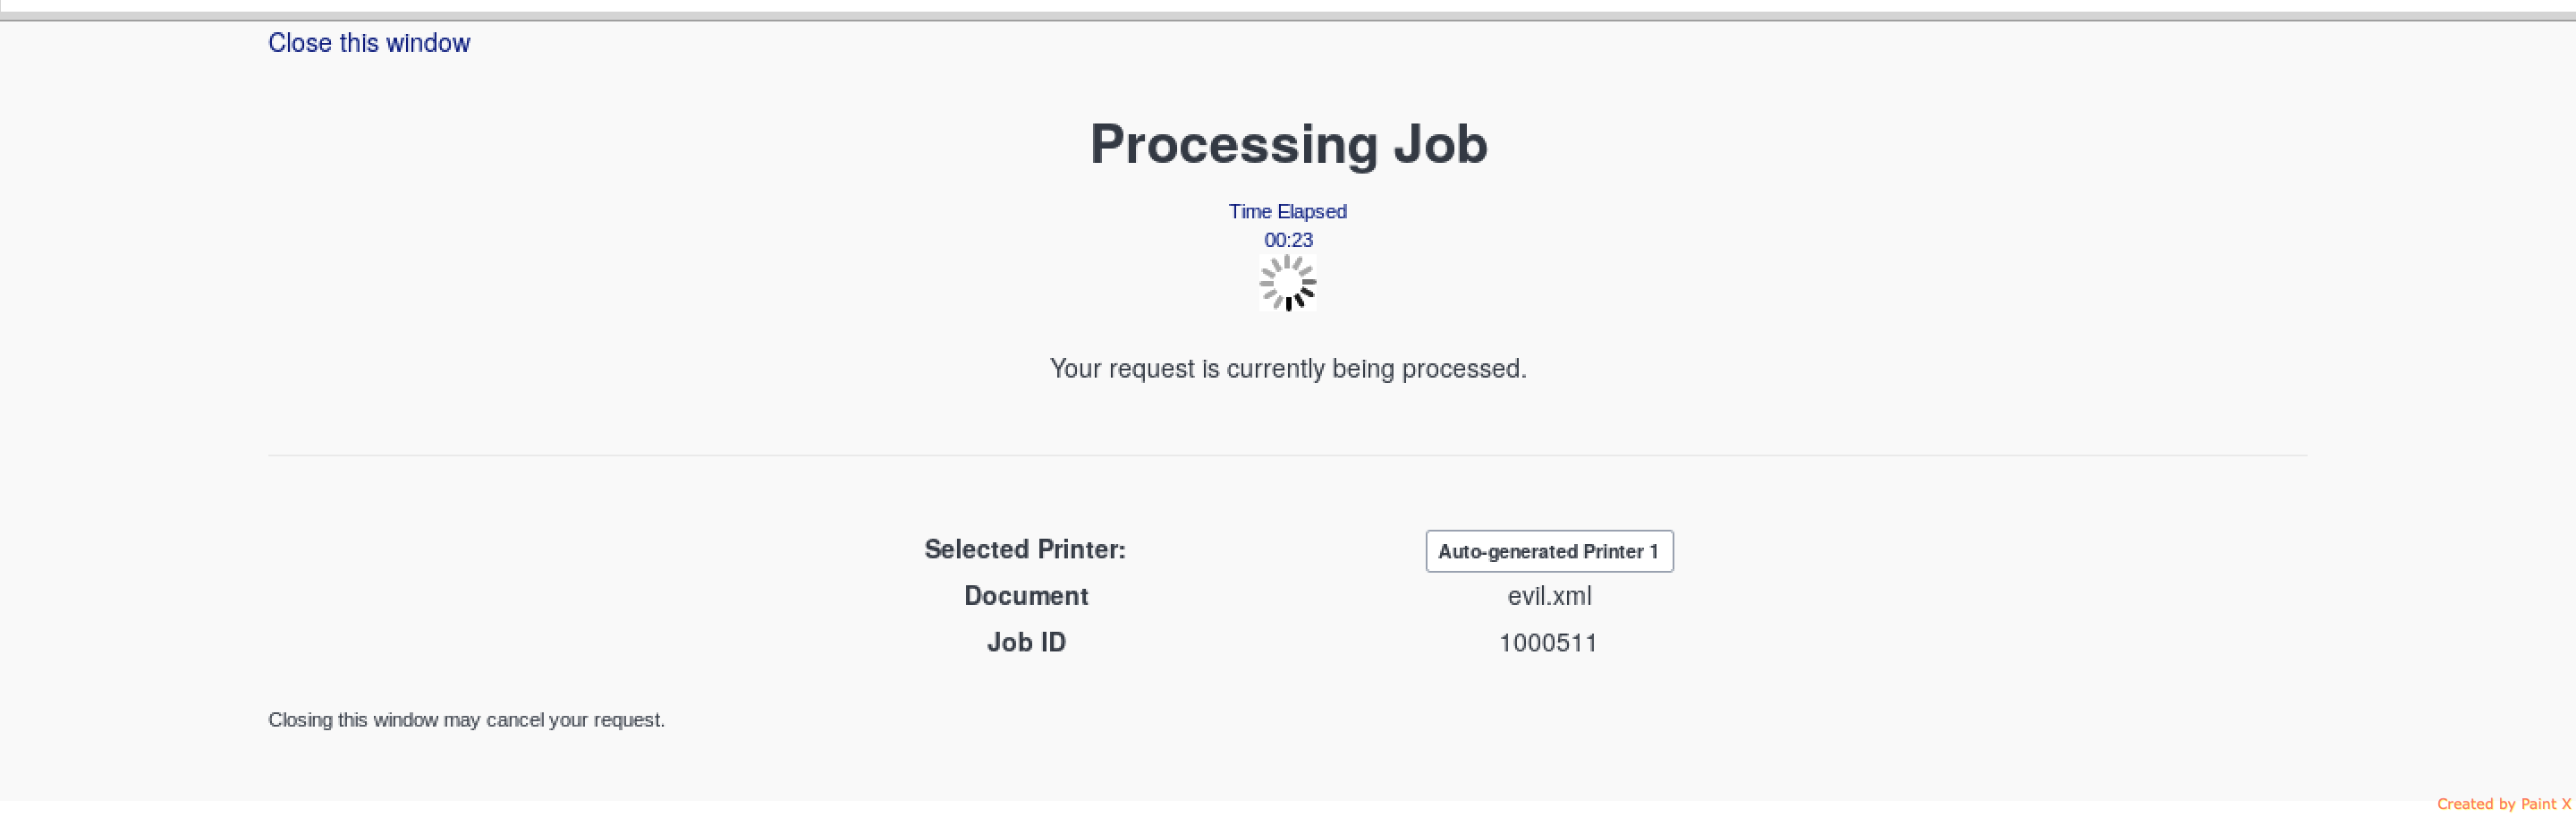 Close this window
Processing Job
Time Elapsed
00:23
Your request is currently being processed.
Selected Printer: Auto-generated Printer 1
Document evil.xml
Job ID 1000511
Closing this window may cancel your request.
Created by Paint X